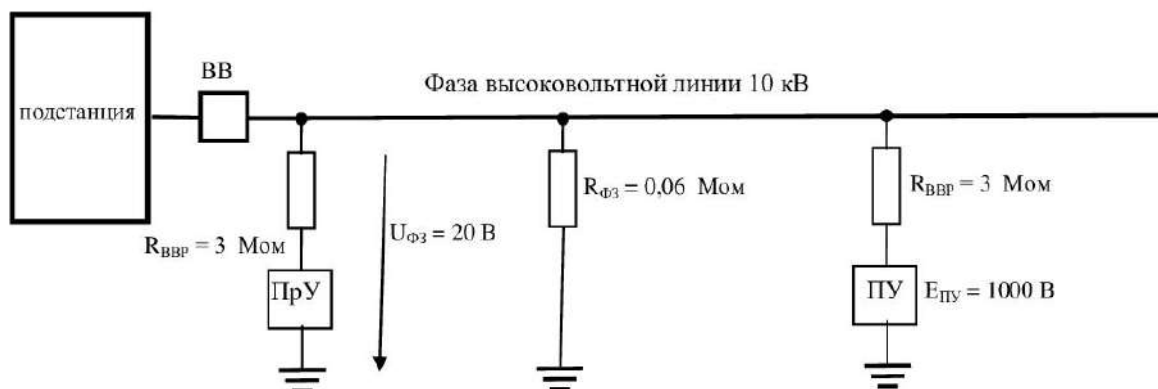 ВВ
Фаза высоковольтной линии 10 кВ
подстанция
R_ФЗ = 0,06 Мом
R_ВВР = 3 Мом
U_ФЗ = 20 В
R_ВВР = 3 Мом
ПрУ
ПУ
E_ПУ = 1000 В